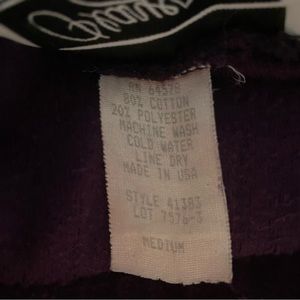 RN 64578
80% COTTON
20% POLYESTER
MACHINE WASH
COLD WATER
LINE DRY
MADE IN USA
STYLE 41383
LOT 7576-3
MEDIUM